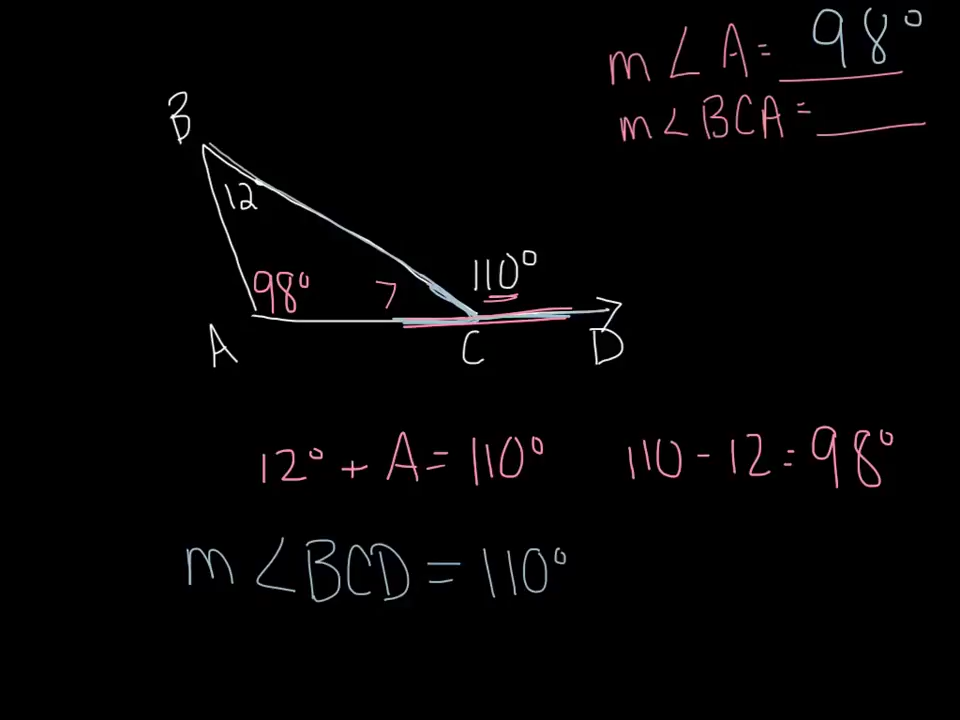 m∠A= 98°
m∠BCA=
B
12
110°
98°
A
C
D
12° + A = 110°
110 - 12 = 98°
m∠BCD = 110°